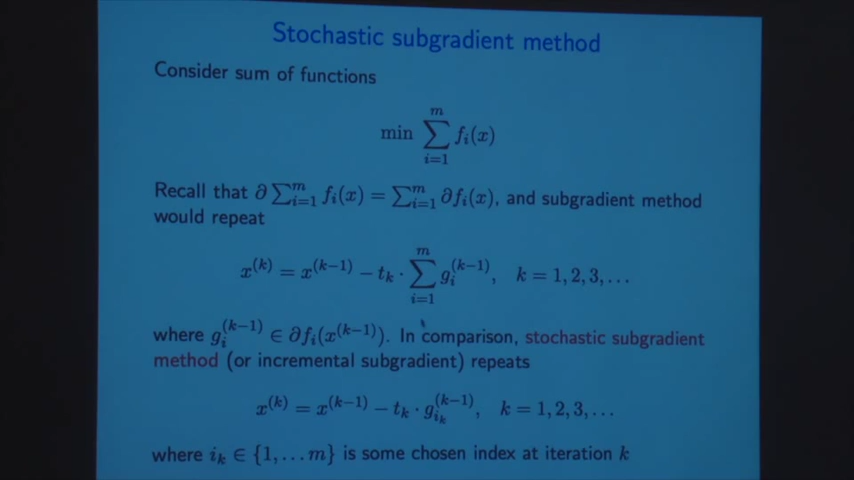 Stochastic subgradient method
Consider sum of functions
min ∑_{i=1}^{m} f_i(x)
Recall that ∂ ∑_{i=1}^{m} f_i(x) = ∑_{i=1}^{m} ∂f_i(x), and subgradient method
would repeat
x^{(k)} = x^{(k−1)} − t_k · ∑_{i=1}^{m} g_i^{(k−1)}, k = 1, 2, 3, . . .
where g_i^{(k−1)} ∈ ∂f_i(x^{(k−1)}). In comparison, stochastic subgradient
method (or incremental subgradient) repeats
x^{(k)} = x^{(k−1)} − t_k · g_{i_k}^{(k−1)}, k = 1, 2, 3, . . .
where i_k ∈ {1, . . . m} is some chosen index at iteration k